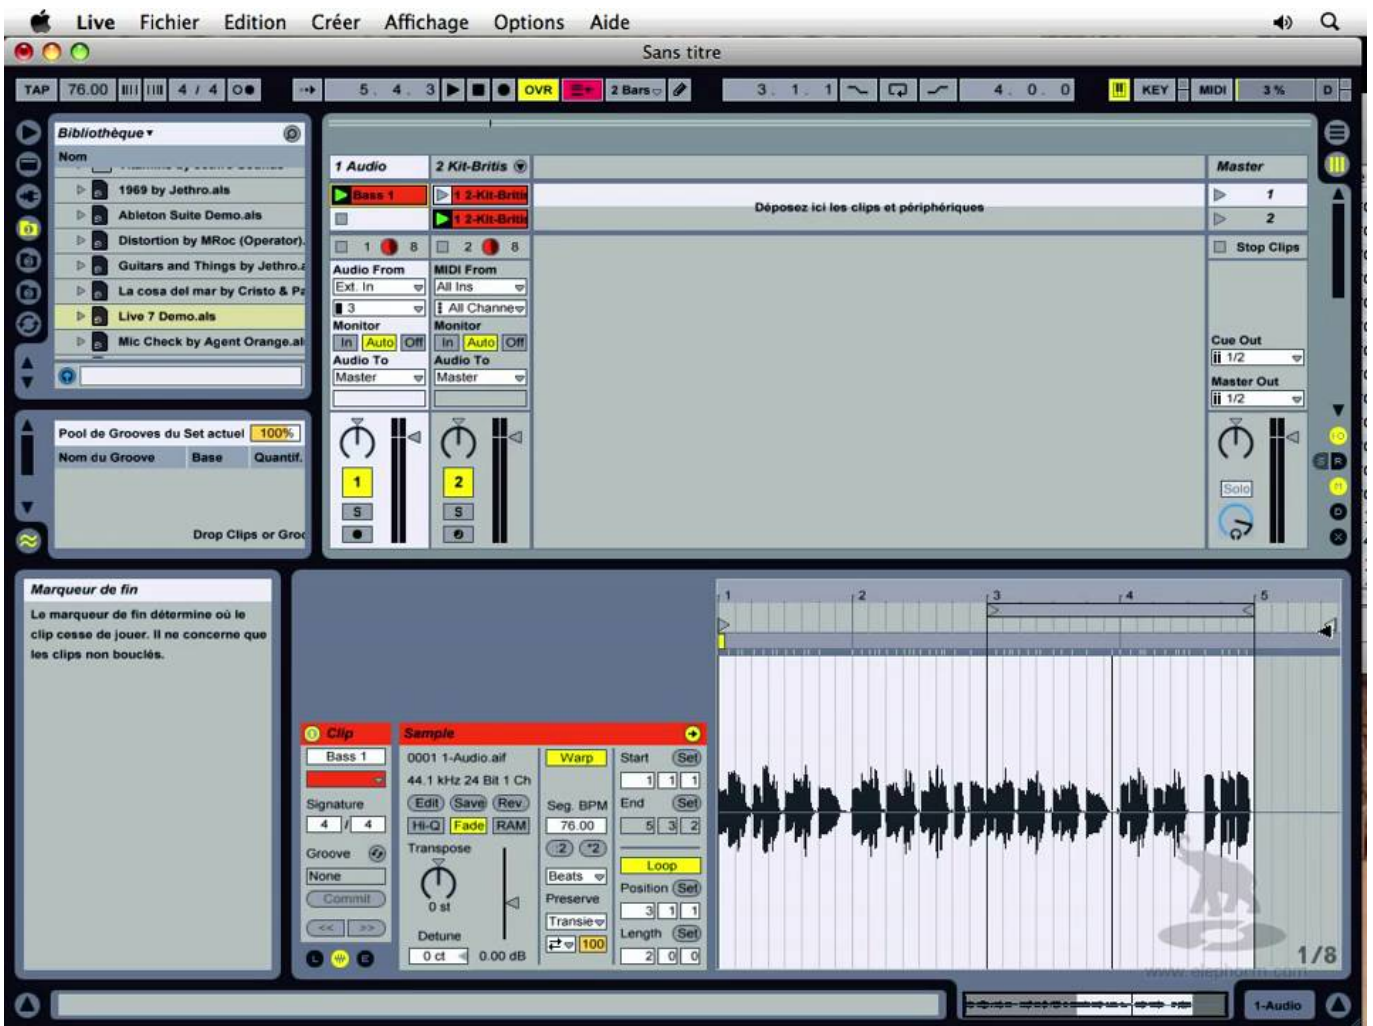 Live Fichier Edition Créer Affichage Options Aide
Sans titre
TAP 76.00 4 / 4 5. 4. 3 OVR 2 Bars 3. 1. 1 4. 0. 0 KEY MIDI 3 % D
Bibliothèque
Nom
1969 by Jethro.als
Ableton Suite Demo.als
Distortion by MRoc (Operator).
Guitars and Things by Jethro.a
La cosa del mar by Cristo & Pa
Live 7 Demo.als
Mic Check by Agent Orange.al
Pool de Grooves du Set actuel 100%
Nom du Groove Base Quantif.
Drop Clips or Groo
1 Audio 2 Kit-Britis Master
Bass 1 1 2-Kit-Britis 1
1 2-Kit-Britis 2
Déposez ici les clips et périphériques
1 8 2 8 Stop Clips
Audio From MIDI From
Ext. In All Ins
3 All Channe
Monitor Monitor
In Auto Off In Auto Off
Audio To Audio To
Master Master
Cue Out
1/2
Master Out
1/2
1 2 Solo
S S
Marqueur de fin
Le marqueur de fin détermine où le
clip cesse de jouer. Il ne concerne que
les clips non bouclés.
Clip
Bass 1
Signature
4 / 4
Groove
None
Commit
<< >>
L E
Sample
0001 1-Audio.aif
44.1 kHz 24 Bit 1 Ch
Edit Save Rev.
Hi-Q Fade RAM
Transpose
0 st
Detune
0 ct 0.00 dB
Warp
Seg. BPM
76.00
:2 *2
Beats
Preserve
Transie
100
Start Set
1 1 1
End Set
5 3 2
Loop
Position Set
3 1 1
Length Set
2 0 0
1 2 3 4 5
1/8
www.elephorm.com
1-Audio